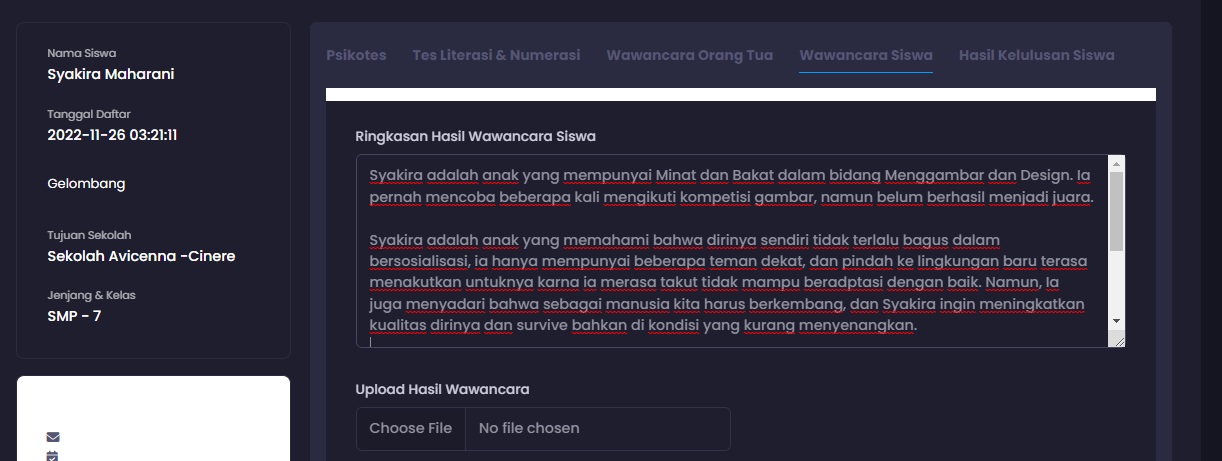 Nama Siswa
Syakira Maharani
Tanggal Daftar
2022-11-26 03:21:11
Gelombang
Tujuan Sekolah
Sekolah Avicenna -Cinere
Jenjang & Kelas
SMP - 7
Psikotes Tes Literasi & Numerasi Wawancara Orang Tua Wawancara Siswa Hasil Kelulusan Siswa
Ringkasan Hasil Wawancara Siswa
Syakira adalah anak yang mempunyai Minat dan Bakat dalam bidang Menggambar dan Design. Ia
pernah mencoba beberapa kali mengikuti kompetisi gambar, namun belum berhasil menjadi juara.
Syakira adalah anak yang memahami bahwa dirinya sendiri tidak terlalu bagus dalam
bersosialisasi, ia hanya mempunyai beberapa teman dekat, dan pindah ke lingkungan baru terasa
menakutkan untuknya karna ia merasa takut tidak mampu beradptasi dengan baik. Namun, Ia
juga menyadari bahwa sebagai manusia kita harus berkembang, dan Syakira ingin meningkatkan
kualitas dirinya dan survive bahkan di kondisi yang kurang menyenangkan.
Upload Hasil Wawancara
Choose File No file chosen